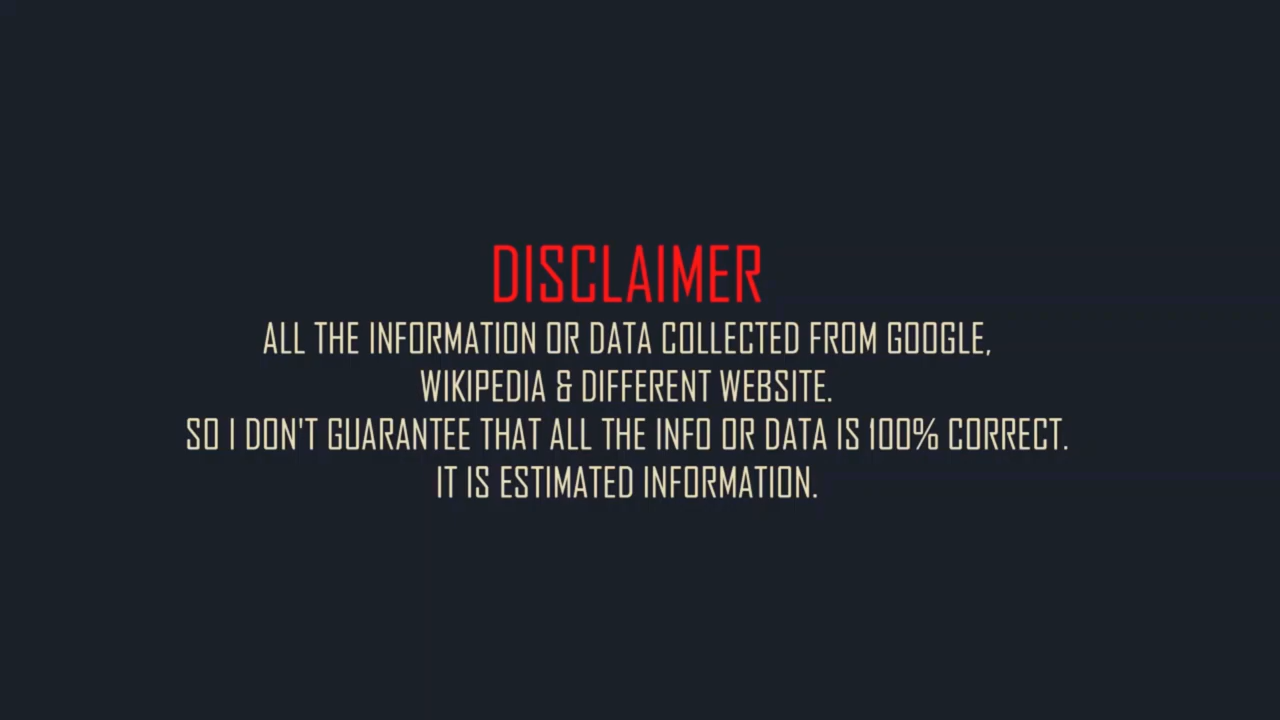 DISCLAIMER
ALL THE INFORMATION OR DATA COLLECTED FROM GOOGLE,
WIKIPEDIA & DIFFERENT WEBSITE.
SO I DON'T GUARANTEE THAT ALL THE INFO OR DATA IS 100% CORRECT.
IT IS ESTIMATED INFORMATION.